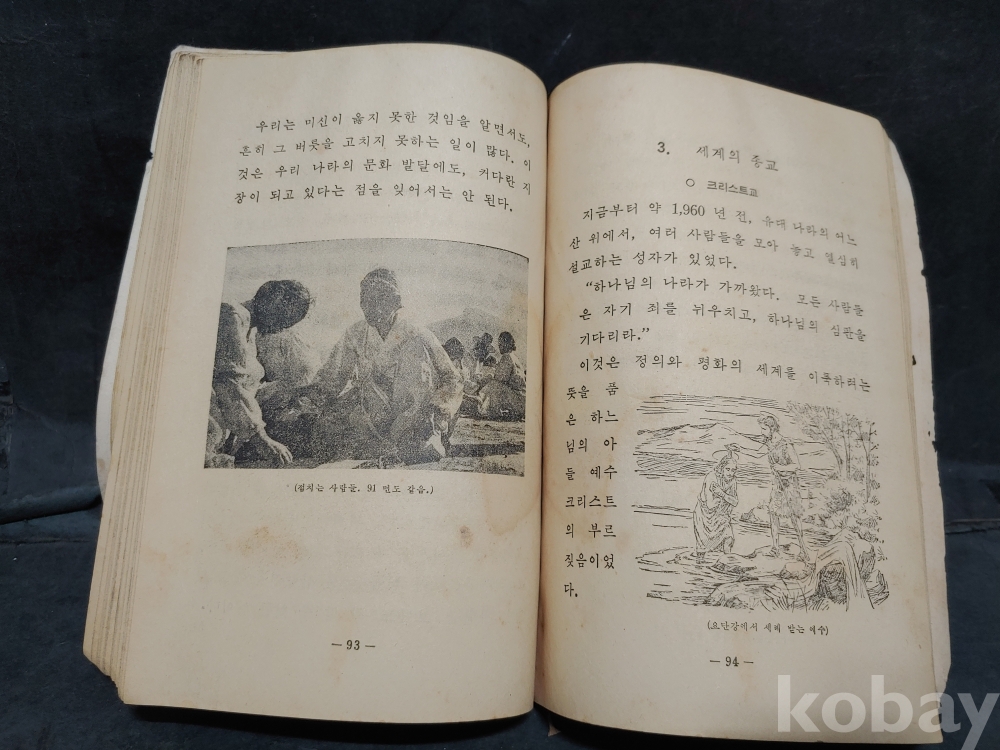 우리는 미신이 옳지 못한 것임을 알면서도,
흔히 그 버릇을 고치지 못하는 일이 많다. 이
것은 우리 나라의 문화 발달에도, 커다란 지
장이 되고 있다는 점을 잊어서는 안 된다.
(점치는 사람들. 91 면도 같음.)
— 93 —
3. 세계의 종교
○ 크리스트교
지금부터 약 1,960 년 전, 유대 나라의 어느
산 위에서, 여러 사람들을 모아 놓고 열심히
설교하는 성자가 있었다.
“하나님의 나라가 가까왔다. 모든 사람들
은 자기 죄를 뉘우치고, 하나님의 심판을
기다리라.”
이것은 정의와 평화의 세계를 이룩하려는
뜻을 품
은 하느
님의 아
들 예수
크리스트
의 부르
짖음이었
다.
(요단강에서 세례 받는 예수)
— 94 —
kobay